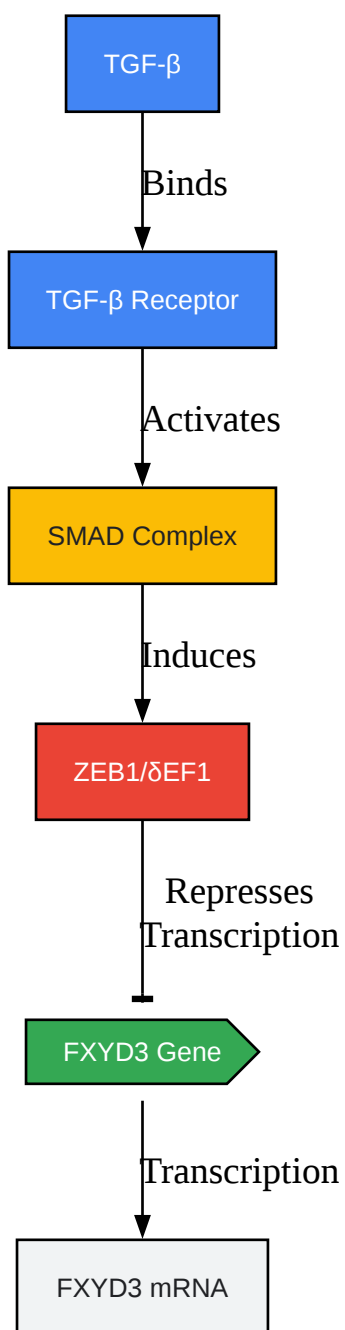 TGF-β
Binds
TGF-β Receptor
Activates
SMAD Complex
Induces
ZEB1/δEF1
Represses
Transcription
FXYD3 Gene
Transcription
FXYD3 mRNA